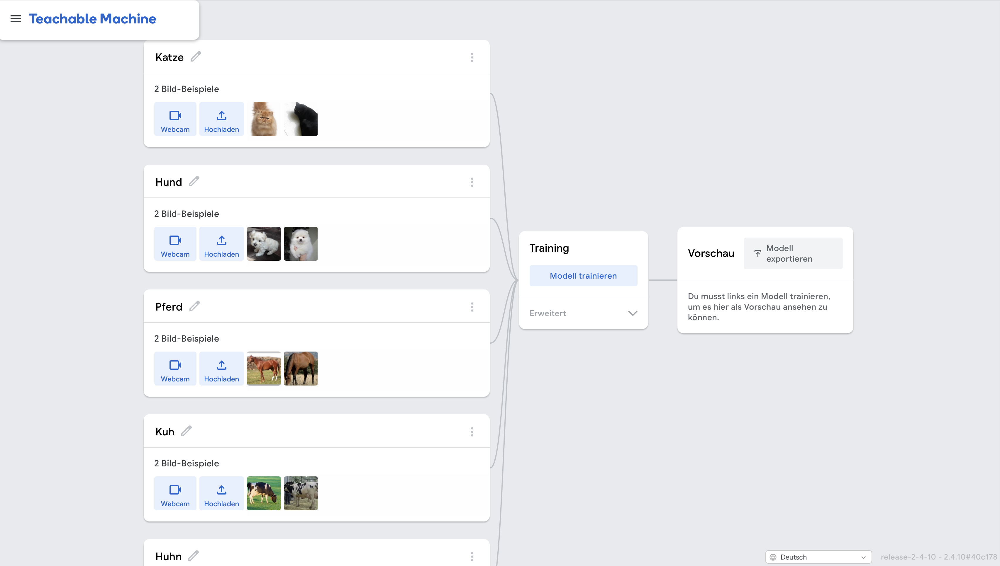 Teachable Machine
Katze
2 Bild-Beispiele
Webcam
Hochladen
Hund
2 Bild-Beispiele
Webcam
Hochladen
Pferd
2 Bild-Beispiele
Webcam
Hochladen
Kuh
2 Bild-Beispiele
Webcam
Hochladen
Huhn
Training
Modell trainieren
Erweitert
Vorschau
Modell
exportieren
Du musst links ein Modell trainieren,
um es hier als Vorschau ansehen zu
können.
Deutsch
release-2-4-10 - 2.4.10#40c178